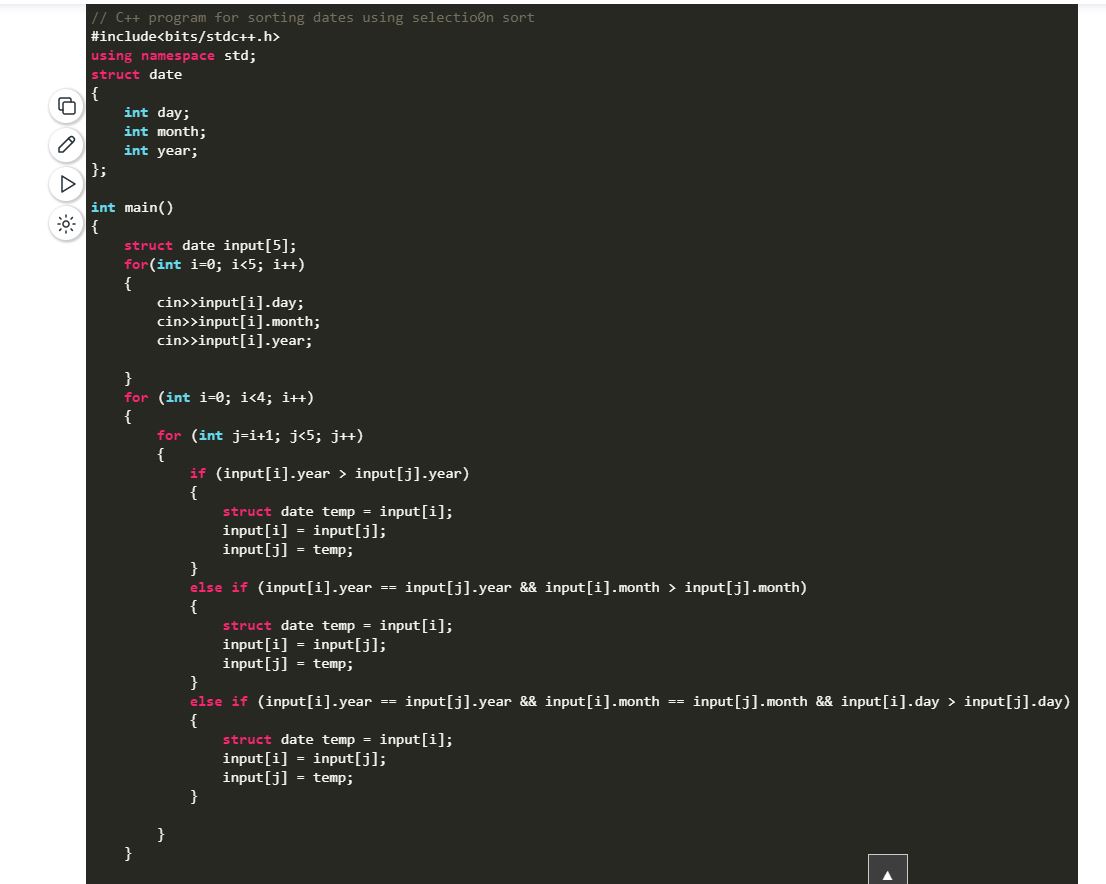 // C++ program for sorting dates using selectio0n sort
#include<bits/stdc++.h>
using namespace std;
struct date
{
    int day;
    int month;
    int year;
};

int main()
{
    struct date input[5];
    for(int i=0; i<5; i++)
    {
        cin>>input[i].day;
        cin>>input[i].month;
        cin>>input[i].year;

    }
    for (int i=0; i<4; i++)
    {
        for (int j=i+1; j<5; j++)
        {
            if (input[i].year > input[j].year)
            {
                struct date temp = input[i];
                input[i] = input[j];
                input[j] = temp;
            }
            else if (input[i].year == input[j].year && input[i].month > input[j].month)
            {
                struct date temp = input[i];
                input[i] = input[j];
                input[j] = temp;
            }
            else if (input[i].year == input[j].year && input[i].month == input[j].month && input[i].day > input[j].day)
            {
                struct date temp = input[i];
                input[i] = input[j];
                input[j] = temp;
            }

        }
    }